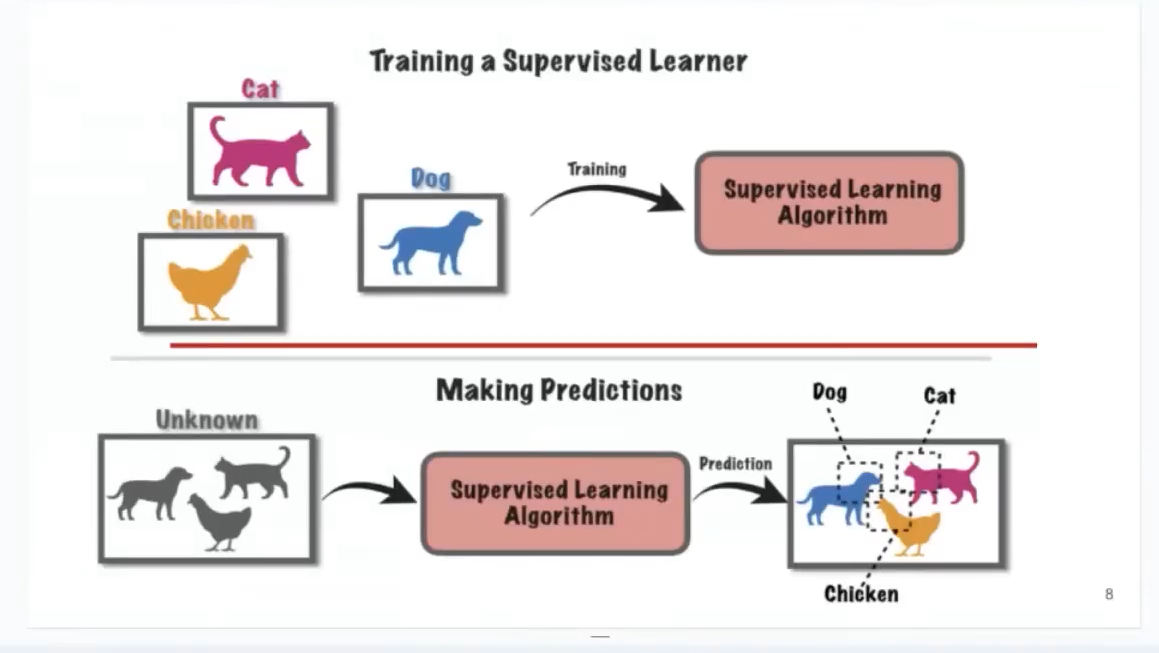 Training a Supervised Learner
Cat
Dog
Training
Supervised Learning
Algorithm
Chicken
Making Predictions
Dog
Cat
Unknown
Prediction
Supervised Learning
Algorithm
Chicken
8